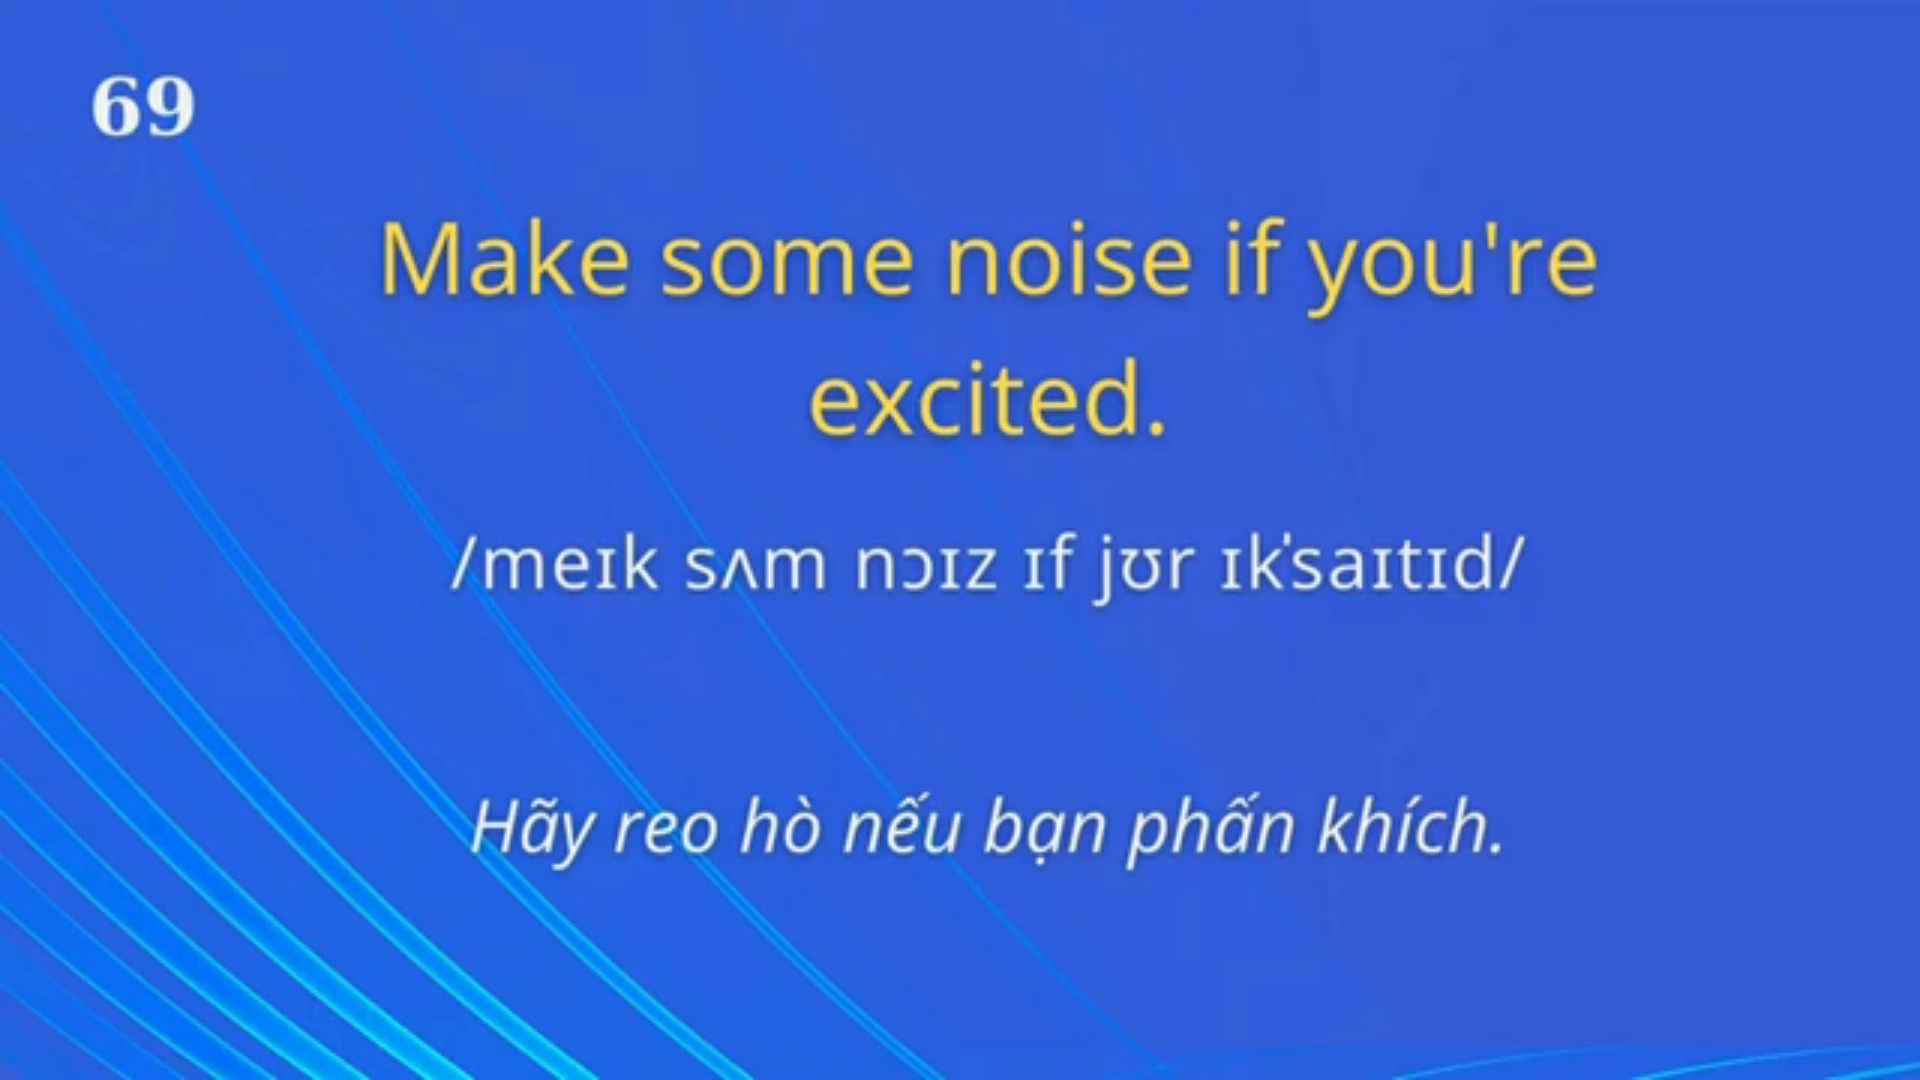 69
Make some noise if you're
excited.
/meɪk sʌm nɔɪz ɪf jʊr ɪkˈsaɪtɪd/
Hãy reo hò nếu bạn phấn khích.